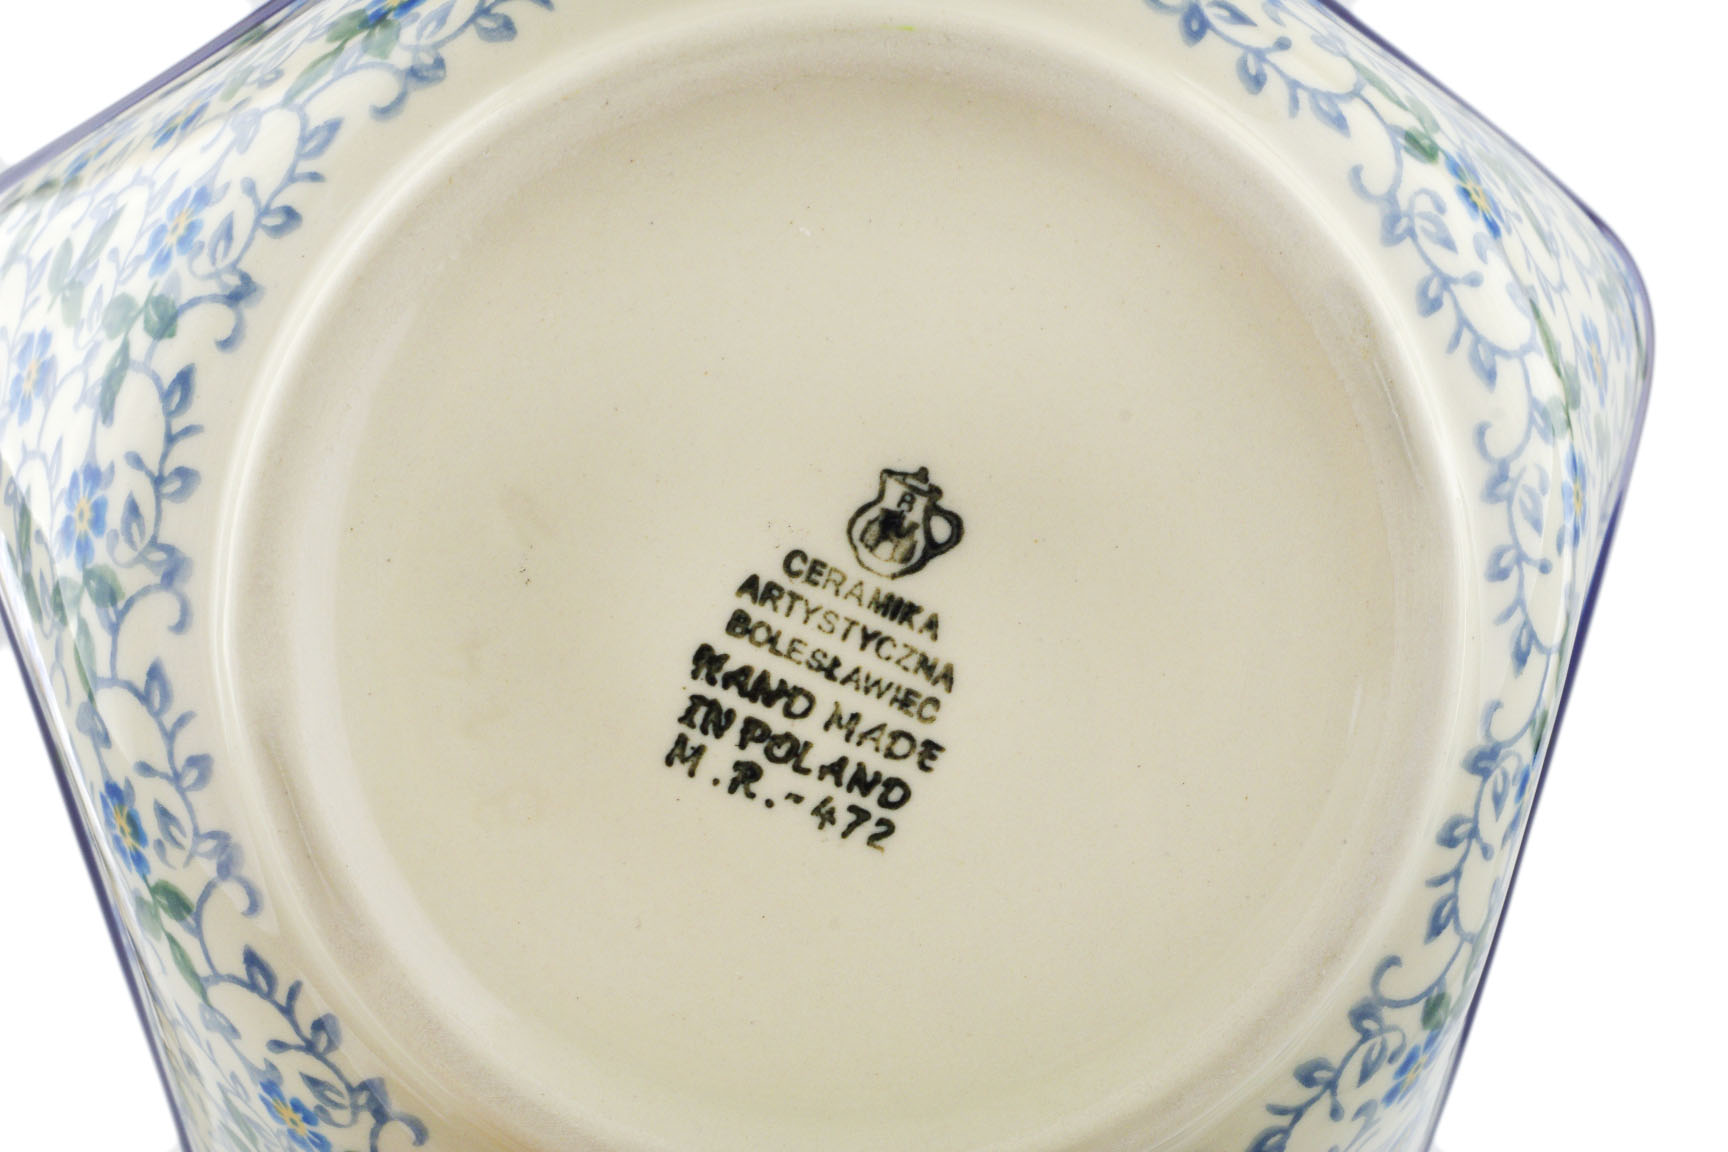 CERAMIKA
ARTYSTYCZNA
BOLESŁAWIEC
HAND MADE
IN POLAND
M.R.-472